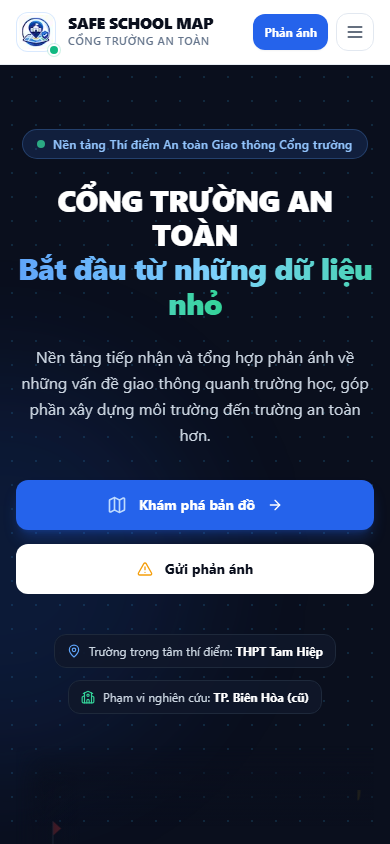 SAFE SCHOOL MAP
CỔNG TRƯỜNG AN TOÀN
Phản ánh
Nền tảng Thí điểm An toàn Giao thông Cổng trường
CỔNG TRƯỜNG AN
TOÀN
Bắt đầu từ những dữ liệu
nhỏ
Nền tảng tiếp nhận và tổng hợp phản ánh về
những vấn đề giao thông quanh trường học, góp
phần xây dựng môi trường đến trường an toàn
hơn.
Khám phá bản đồ
Gửi phản ánh
Trường trọng tâm thí điểm: THPT Tam Hiệp
Phạm vi nghiên cứu: TP. Biên Hòa (cũ)